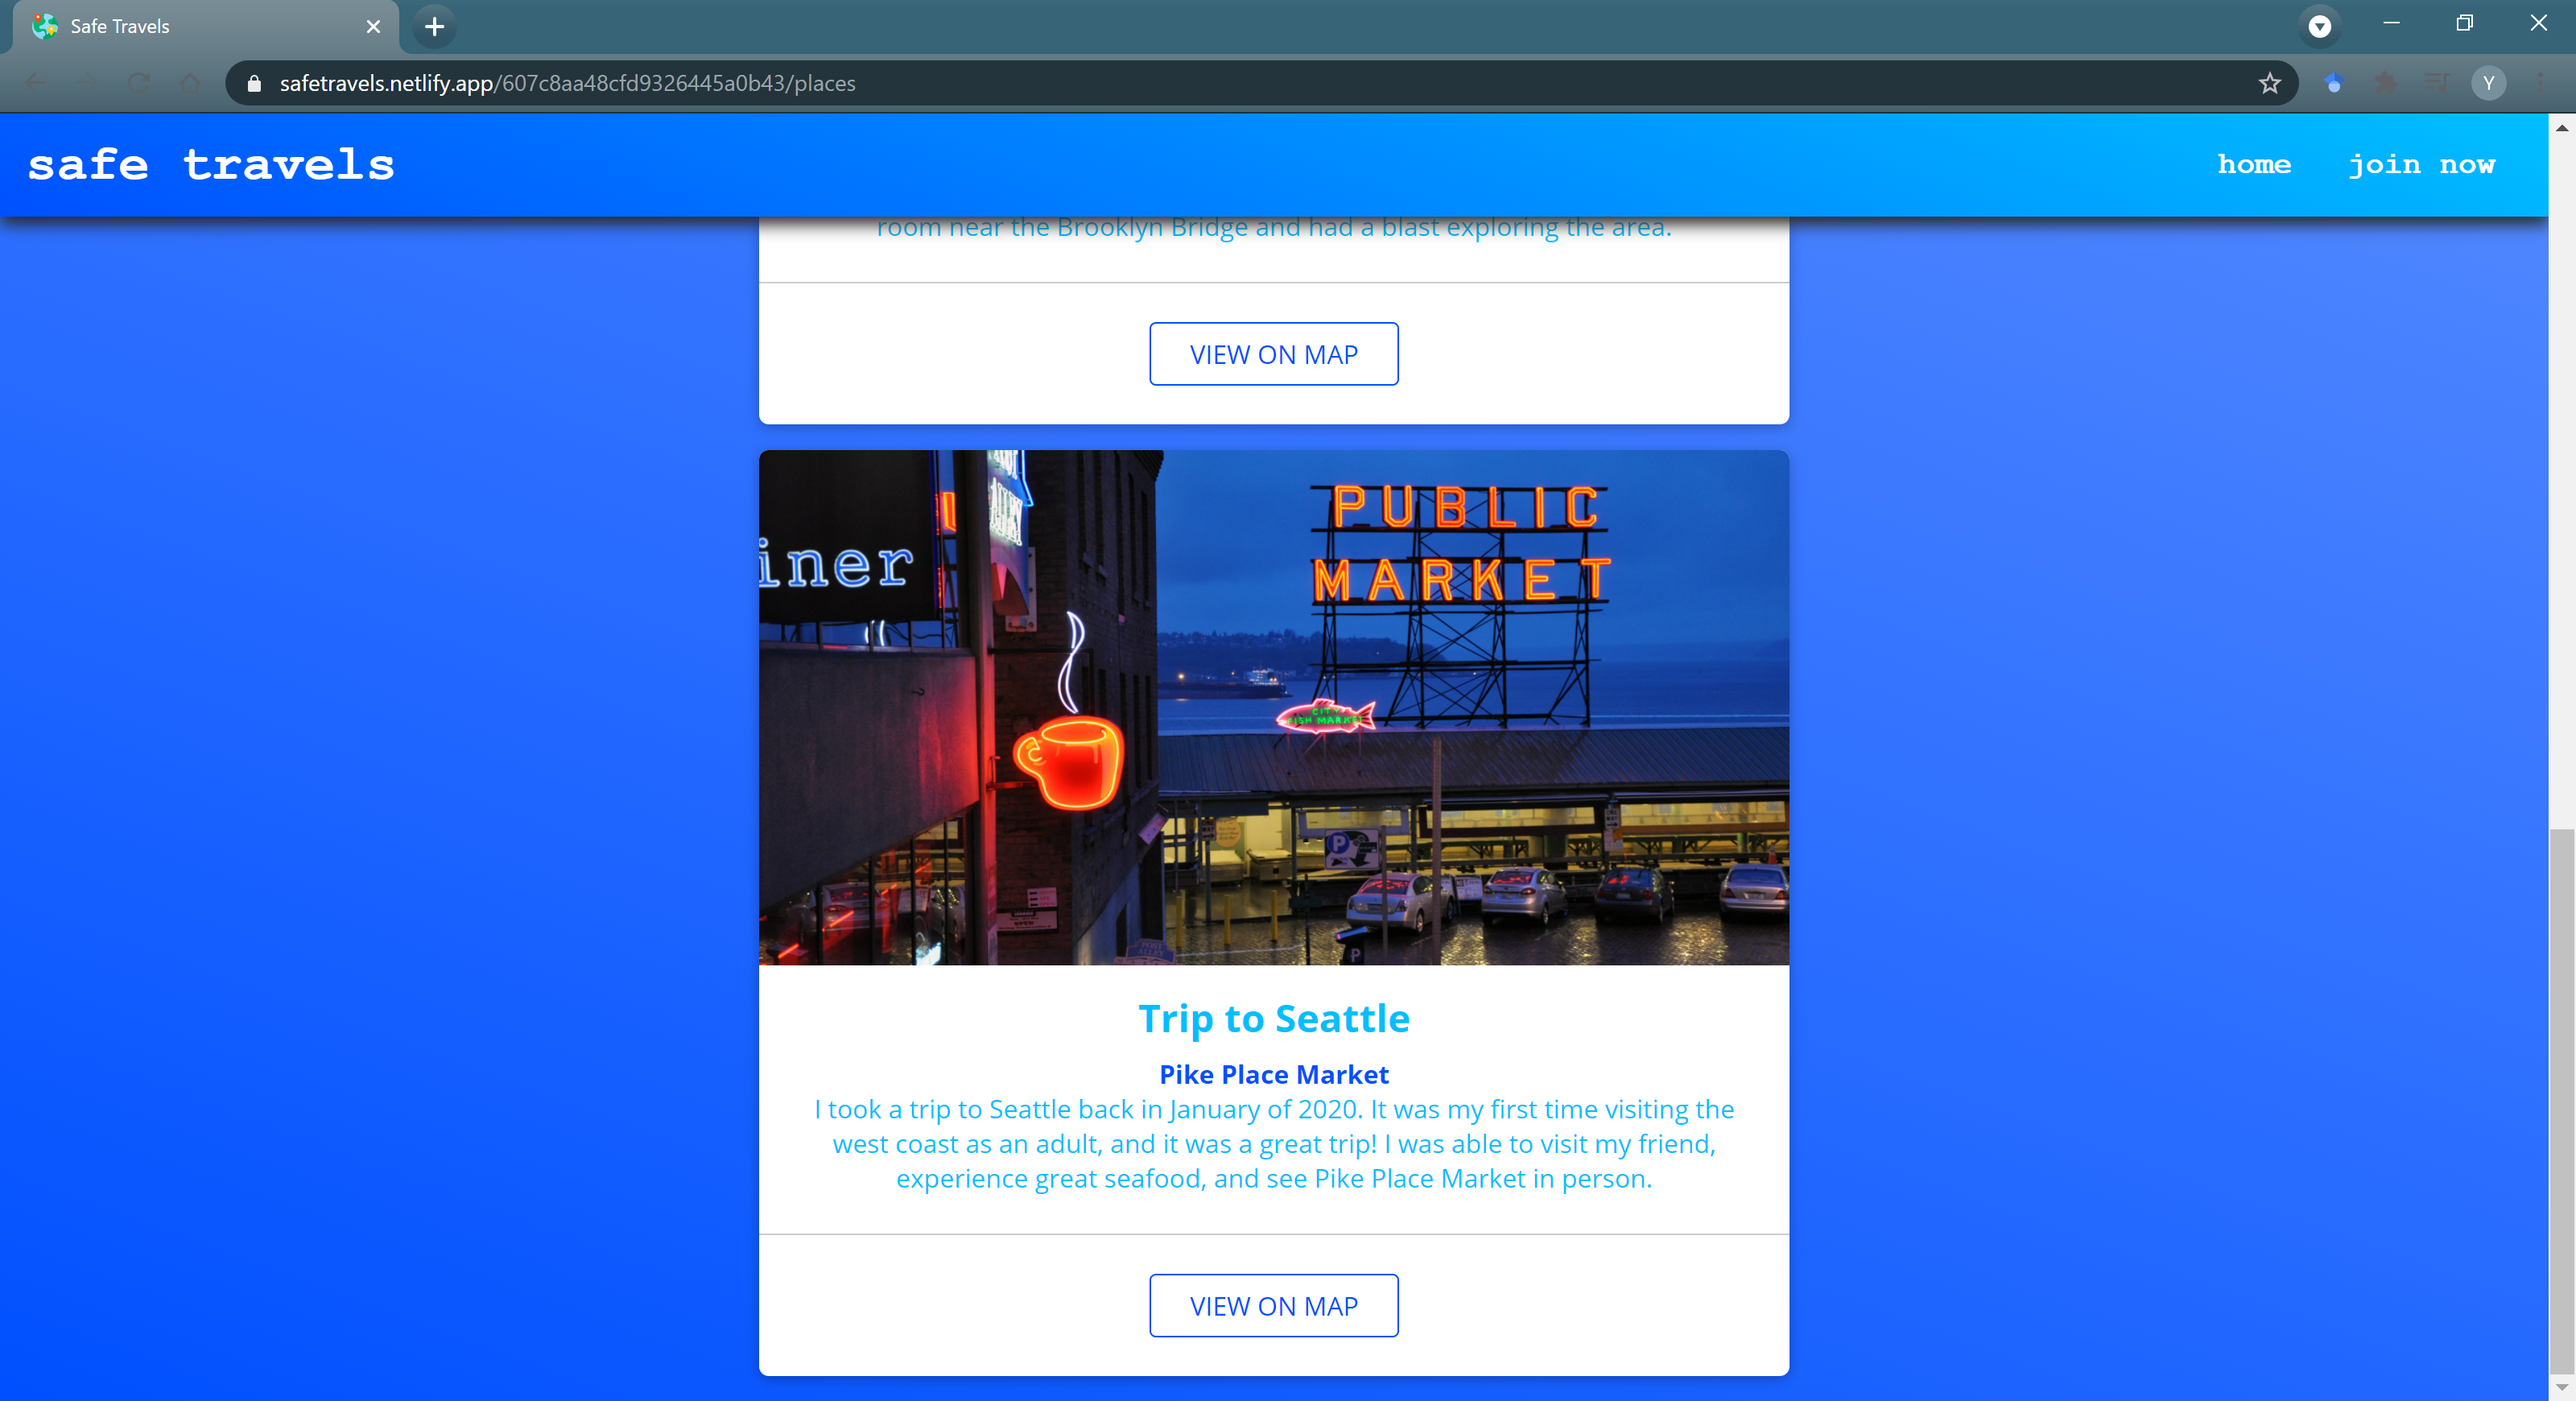 Safe Travels
safetravels.netlify.app/607c8aa48cfd9326445a0b43/places
Y
safe travels
home
join now
room near the Brooklyn Bridge and had a blast exploring the area.
VIEW ON MAP
iner
PUBLIC
MARKET
CITY
FISH MARKET
P
P
POST
ALLEY
Trip to Seattle
Pike Place Market
I took a trip to Seattle back in January of 2020. It was my first time visiting the
west coast as an adult, and it was a great trip! I was able to visit my friend,
experience great seafood, and see Pike Place Market in person.
VIEW ON MAP